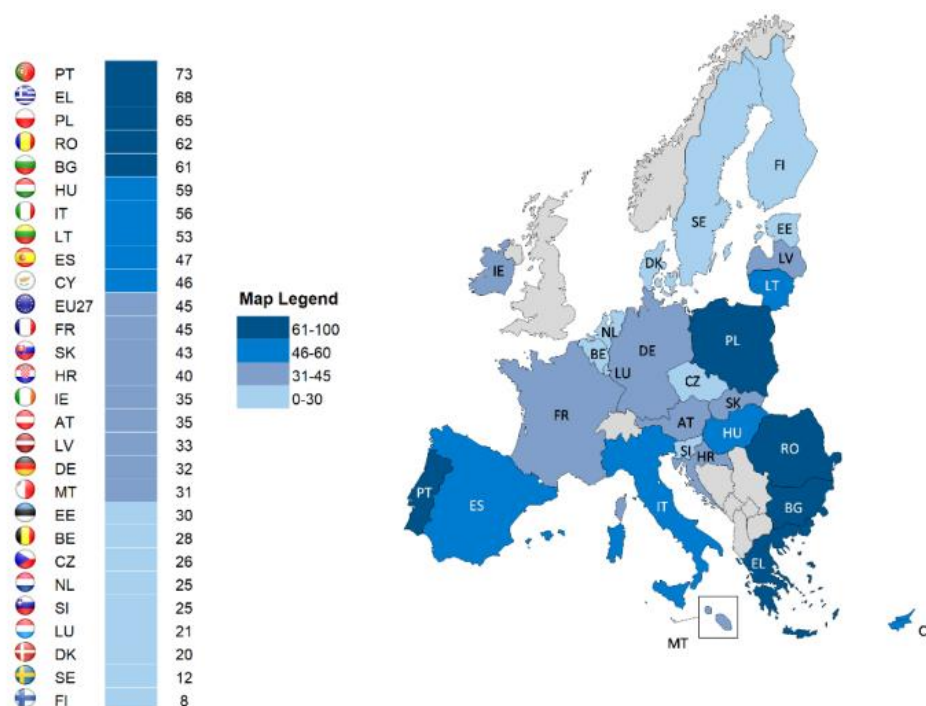 PT 73
EL 68
PL 65
RO 62
BG 61
HU 59
IT 56
LT 53
ES 47
CY 46
EU27 45
FR 45
SK 43
HR 40
IE 35
AT 35
LV 33
DE 32
MT 31
EE 30
BE 28
CZ 26
NL 25
SI 25
LU 21
DK 20
SE 12
FI 8
Map Legend
61-100
46-60
31-45
0-30
FI
SE
EE
LV
DK
LT
IE
NL
PL
DE
BE
LU
CZ
SK
FR
AT
HU
SI
HR
RO
PT
ES
IT
BG
EL
MT
C